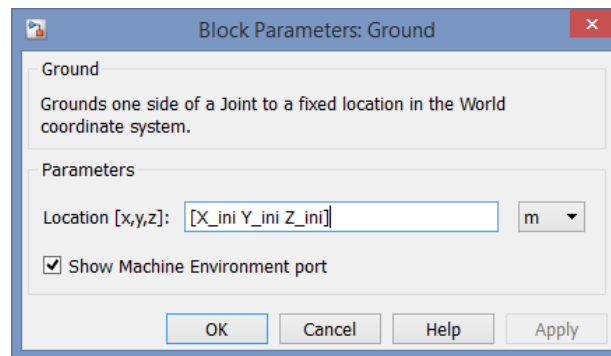 Block Parameters: Ground
Ground
Grounds one side of a Joint to a fixed location in the World
coordinate system.
Parameters
Location [x,y,z]: [X_ini Y_ini Z_ini] m
Show Machine Environment port
OK Cancel Help Apply